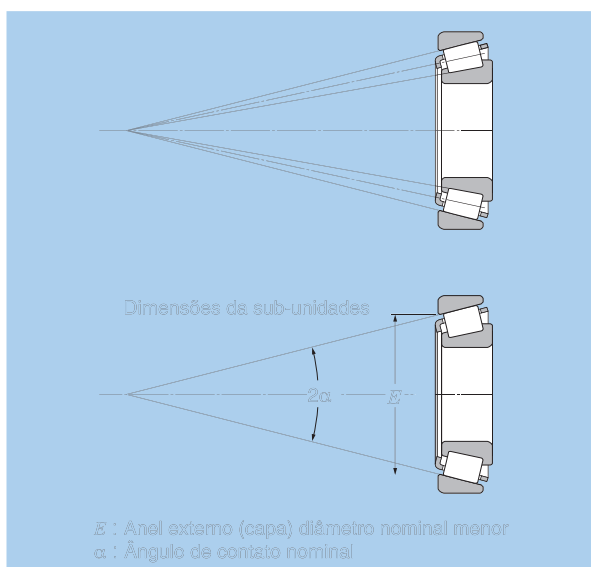 Dimensões da sub-unidades
2α
E
E : Anel externo (capa) diâmetro nominal menor
α : Ângulo de contato nominal